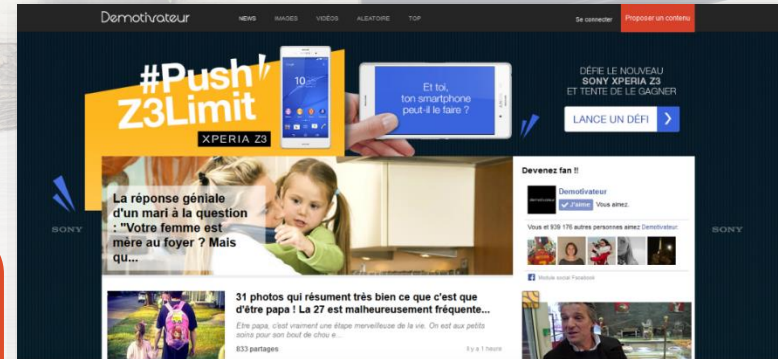 Demotivateur
NEWS IMAGES VIDÉOS ALEATOIRE TOP
Se connecter
Proposer un contenu
#Push
Z3Limit
XPERIA Z3
10
Et toi,
ton smartphone
peut-il le faire ?
DÉFIE LE NOUVEAU
SONY XPERIA Z3
ET TENTE DE LE GAGNER
LANCE UN DÉFI
La réponse géniale
d'un mari à la question
: "Votre femme est
mère au foyer ? Mais
qu...
Devenez fan !!
Demotivateur
J'aime Vous aimez.
Vous et 939 176 autres personnes aimez Demotivateur.
Module social Facebook
SONY
SONY
31 photos qui résument très bien ce que c'est que
d'être papa ! La 27 est malheureusement fréquente...
Etre papa, c'est vraiment une étape merveilleuse de la vie. On est aux petits
soins pour son bout de chou e...
833 partages
Il y a 1 heure